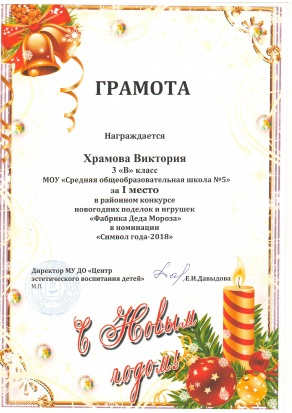 ГРАМОТА
Награждается
Храмова Виктория
3 «В» класс
МОУ «Средняя общеобразовательная школа №5»
за I место
в районном конкурсе
новогодних поделок и игрушек
«Фабрика Деда Мороза»
в номинации
«Символ года-2018»
Директор МУ ДО «Центр
эстетического воспитания детей» Е.И.Давыдова
М.П.
С Новым
годом!